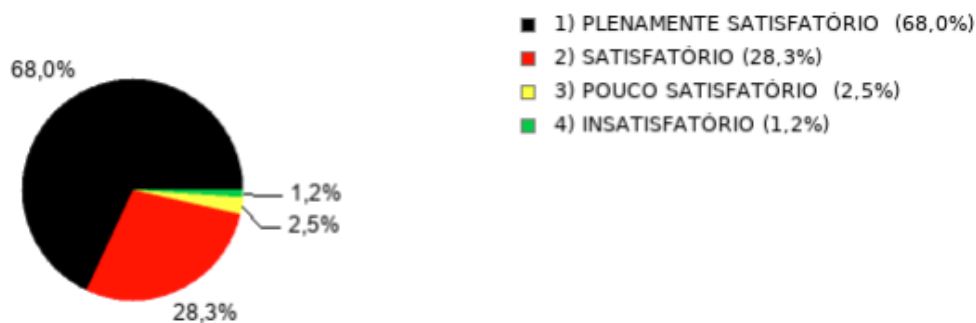 1) PLENAMENTE SATISFATÓRIO (68,0%)
2) SATISFATÓRIO (28,3%)
3) POUCO SATISFATÓRIO (2,5%)
4) INSATISFATÓRIO (1,2%)
68,0%
1,2%
2,5%
28,3%